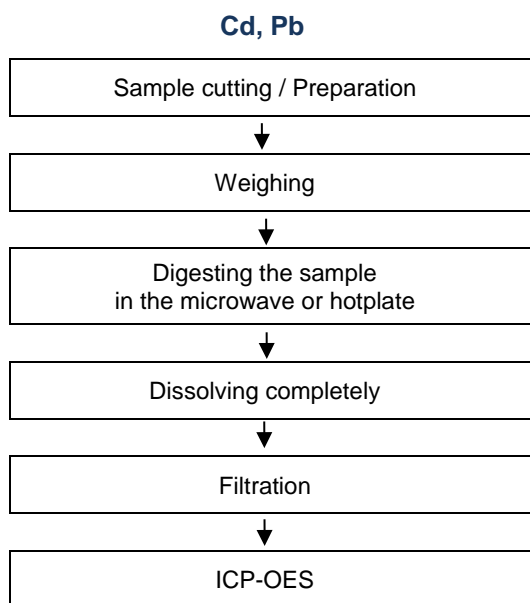 Cd, Pb
Sample cutting / Preparation
Weighing
Digesting the sample
in the microwave or hotplate
Dissolving completely
Filtration
ICP-OES